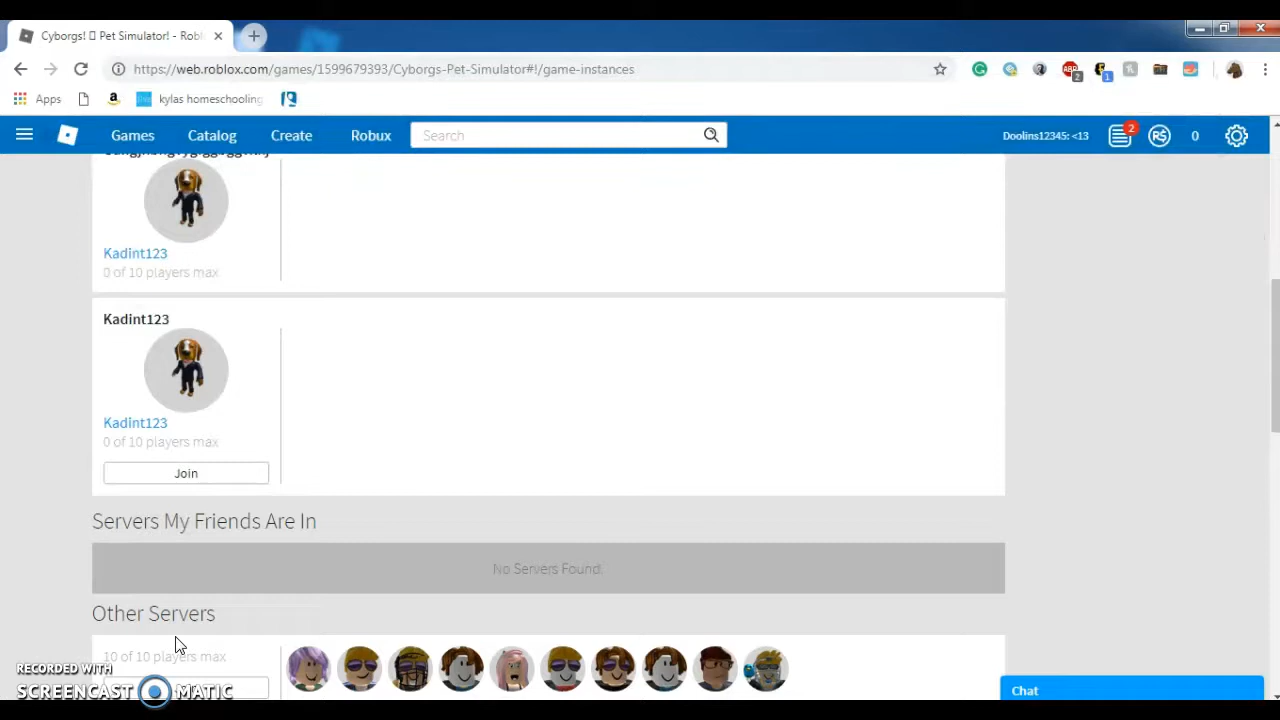 Cyborgs! Pet Simulator! - Robl
https://web.roblox.com/games/1599679393/Cyborgs-Pet-Simulator#!/game-instances
ABP
2
1
Apps
a
kylas homeschooling
Games
Catalog
Create
Robux
Search
Doolins12345: <13
2
R$
0
Kadint123
0 of 10 players max
Kadint123
Kadint123
0 of 10 players max
Join
Servers My Friends Are In
No Servers Found.
Other Servers
10 of 10 players max
RECORDED WITH
SCREENCAST MATIC
Chat